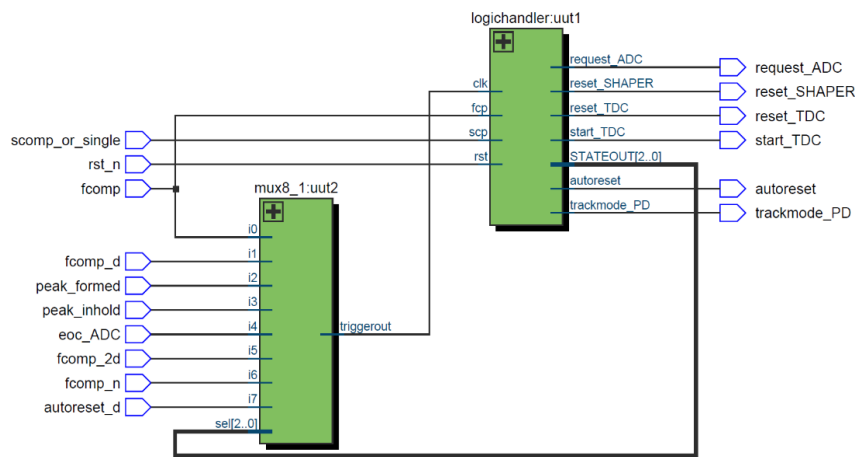 logichandler:uut1
request_ADC
request_ADC
clk
reset_SHAPER
reset_SHAPER
fcp
reset_TDC
reset_TDC
scomp_or_single
scp
start_TDC
start_TDC
rst_n
rst
STATEOUT[2..0]
fcomp
mux8_1:uut2
autoreset
autoreset
trackmode_PD
trackmode_PD
i0
fcomp_d
i1
peak_formed
i2
peak_inhold
i3
eoc_ADC
i4
triggerout
fcomp_2d
i5
fcomp_n
i6
autoreset_d
i7
sel[2..0]